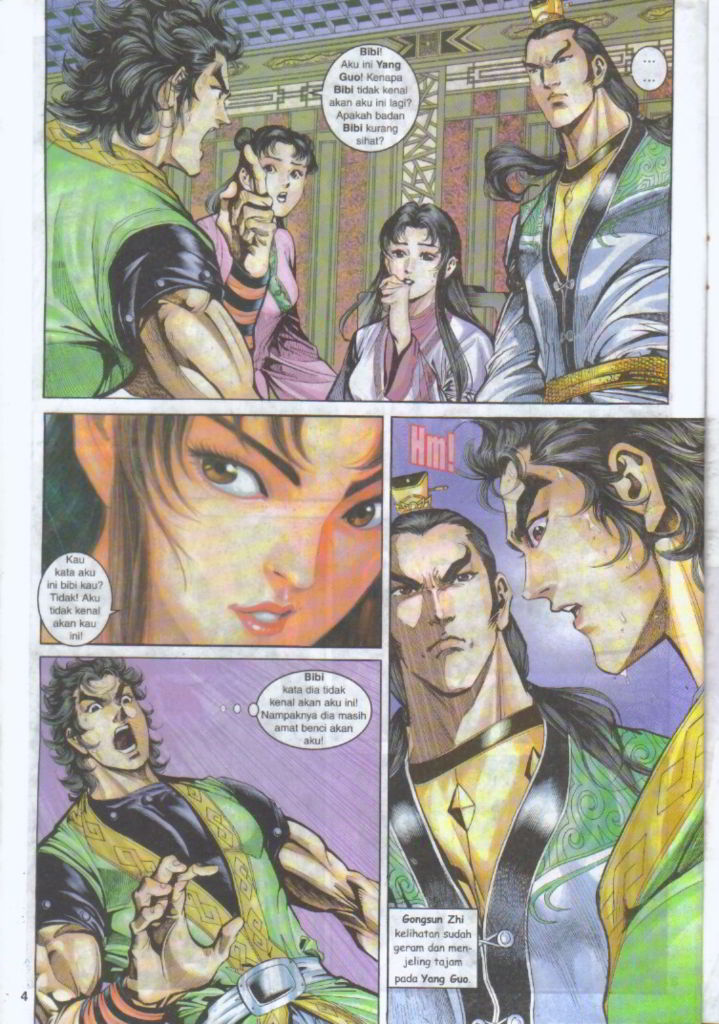 Bibi!
Aku ini Yang
Guo! Kenapa
Bibi tidak kenal
akan aku ini lagi?
Apakah badan
Bibi kurang
sihat?
...
...
Kau
kata aku
ini bibi kau?
Tidak! Aku
tidak kenal
akan kau
ini!
Hm!
Bibi
kata dia tidak
kenal akan aku ini!
Nampaknya dia masih
amat benci akan
aku!
Gongsun Zhi
kelihatan sudah
geram dan men-
jeling tajam
pada Yang Guo.
4